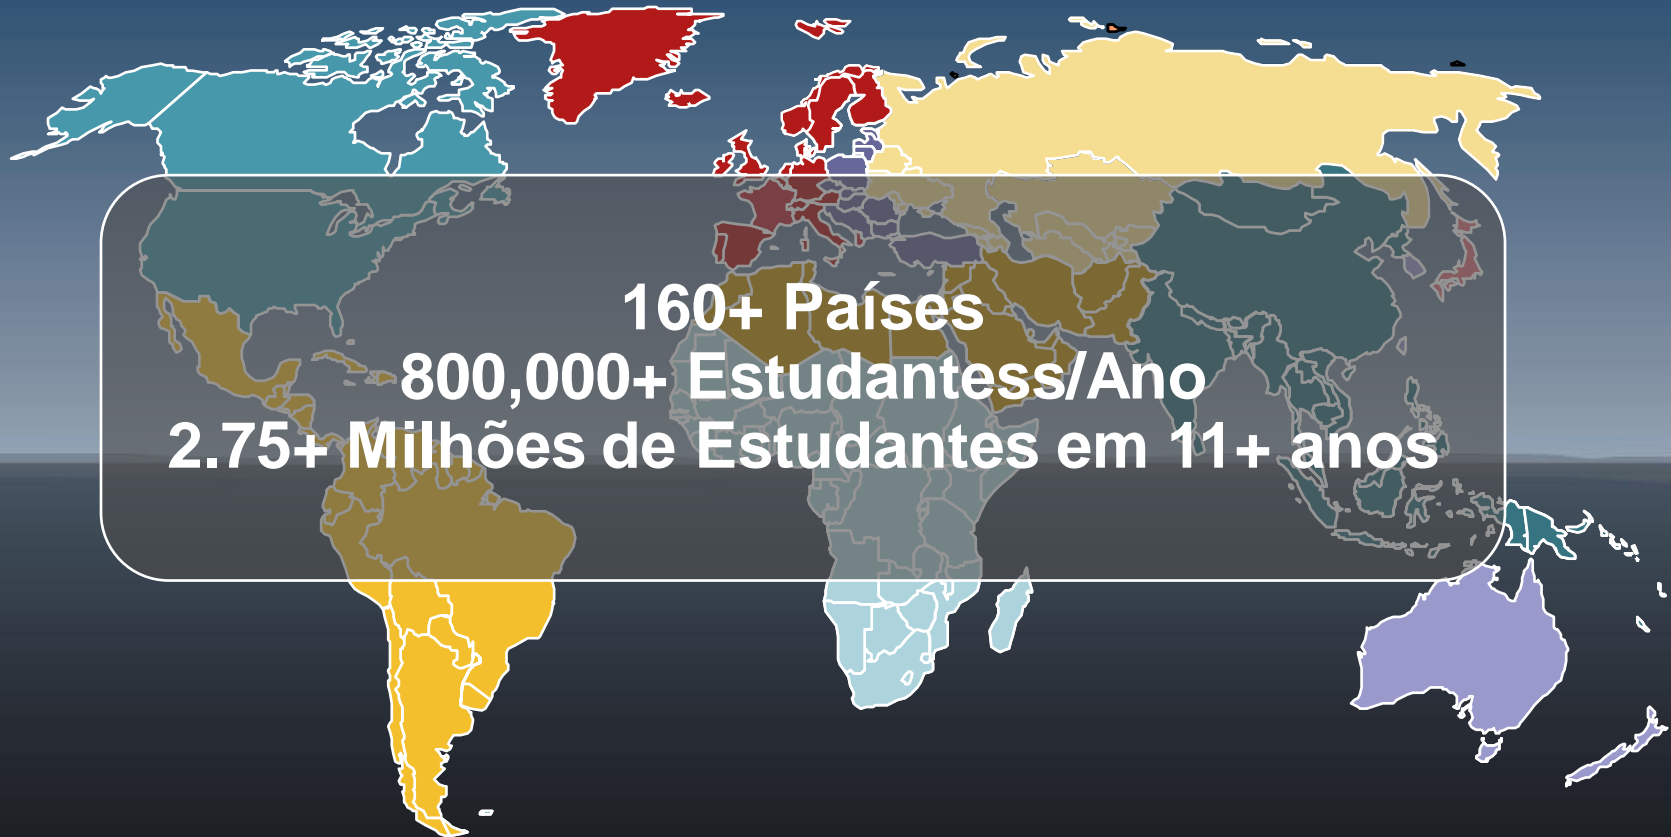 160+ Países
800,000+ Estudantess/Ano
2.75+ Milhões de Estudantes em 11+ anos